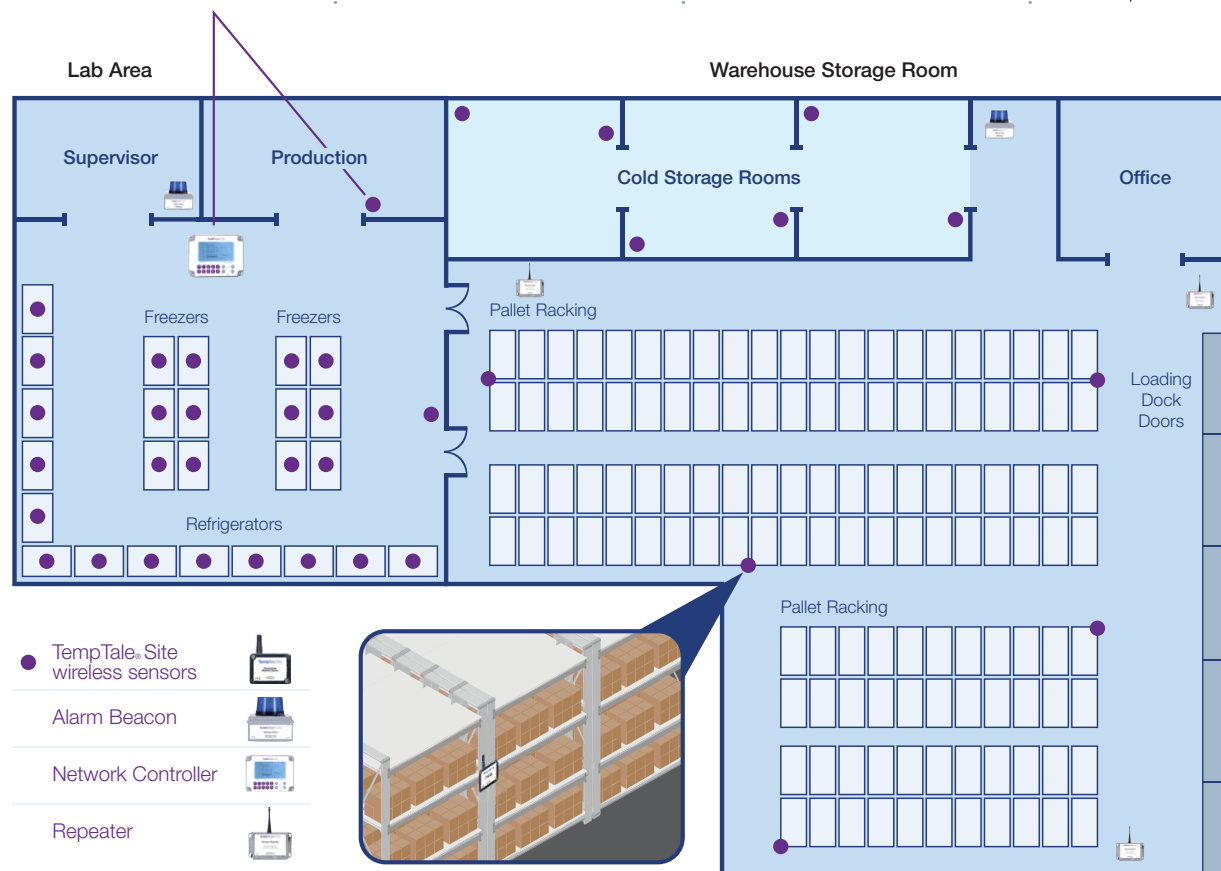 Lab Area
Warehouse Storage Room
Supervisor
Production
Cold Storage Rooms
Office
Freezers
Freezers
Pallet Racking
Loading
Dock
Doors
Refrigerators
Pallet Racking
TempTale® Site
wireless sensors
Alarm Beacon
Network Controller
Repeater